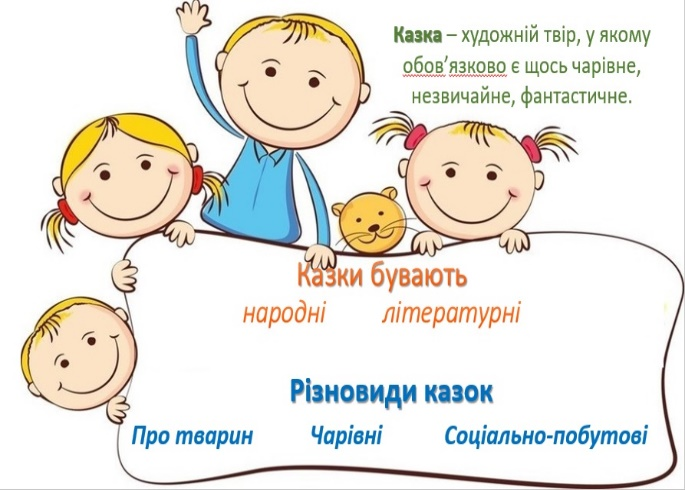 Казка – художній твір, у якому
обов’язково є щось чарівне,
незвичайне, фантастичне.
Казки бувають
народні літературні
Різновиди казок
Про тварин Чарівні Соціально-побутові